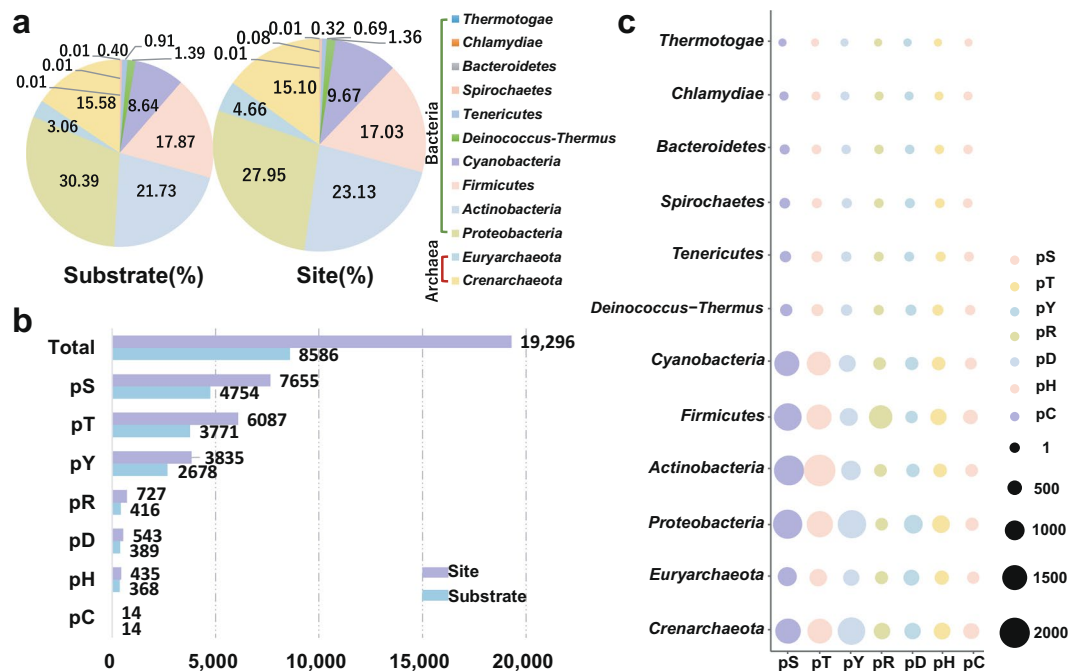 a
0.01
0.40
0.91
1.39
0.01
0.01
15.58
8.64
3.06
17.87
30.39
21.73
Substrate(%)
0.01
0.08
0.32
0.69
1.36
0.01
15.10
9.67
4.66
17.03
27.95
23.13
Site(%)
Bacteria
Thermotogae
Chlamydiae
Bacteroidetes
Spirochaetes
Tenericutes
Deinococcus-Thermus
Cyanobacteria
Firmicutes
Actinobacteria
Proteobacteria
Archaea
Euryarchaeota
Crenarchaeota
b
Total
19,296
8586
pS
7655
4754
pT
6087
3771
pY
3835
2678
pR
727
416
pD
543
389
pH
435
368
pC
14
14
Site
Substrate
0
5,000
10,000
15,000
20,000
c
Thermotogae
Chlamydiae
Bacteroidetes
Spirochaetes
Tenericutes
Deinococcus−Thermus
Cyanobacteria
Firmicutes
Actinobacteria
Proteobacteria
Euryarchaeota
Crenarchaeota
pS pT pY pR pD pH pC
pS
pT
pY
pR
pD
pH
pC
1
500
1000
1500
2000